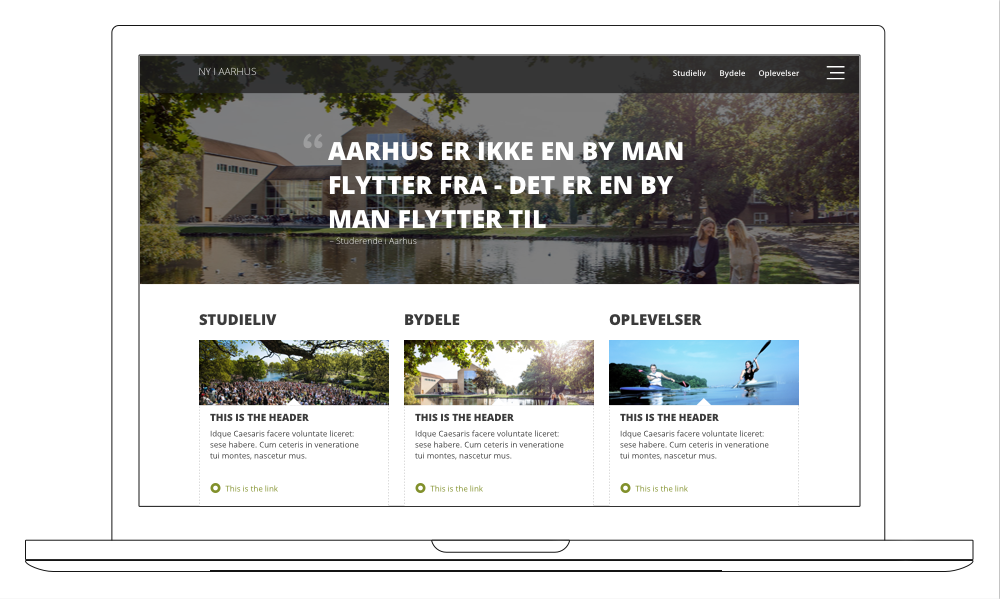 NY I AARHUS
Studieliv Bydele Oplevelser
“AARHUS ER IKKE EN BY MAN
FLYTTER FRA - DET ER EN BY
MAN FLYTTER TIL
– Studerende i Aarhus
STUDIELIV
THIS IS THE HEADER
Idque Caesaris facere voluntate liceret:
sese habere. Cum ceteris in veneratione
tui montes, nascetur mus.
This is the link
BYDELE
THIS IS THE HEADER
Idque Caesaris facere voluntate liceret:
sese habere. Cum ceteris in veneratione
tui montes, nascetur mus.
This is the link
OPLEVELSER
THIS IS THE HEADER
Idque Caesaris facere voluntate liceret:
sese habere. Cum ceteris in veneratione
tui montes, nascetur mus.
This is the link